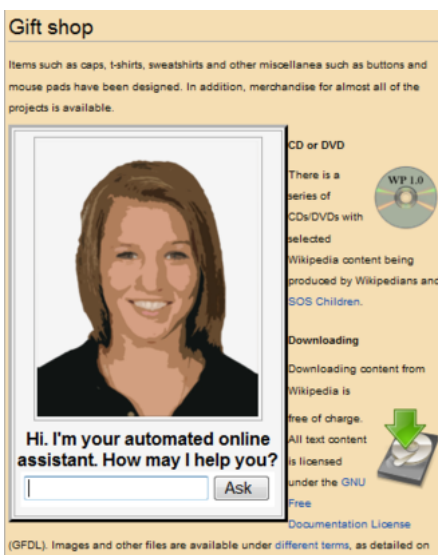 Gift shop
Items such as caps, t-shirts, sweatshirts and other miscellanea such as buttons and
mouse pads have been designed. In addition, merchandise for almost all of the
projects is available.
CD or DVD
There is a
series of
CDs/DVDs with
selected
Wikipedia content being
produced by Wikipedians and
SOS Children.
WP 1.0
Downloading
Downloading content from
Wikipedia is
free of charge.
All text content
is licensed
under the GNU
Free
Documentation License
Hi. I'm your automated online
assistant. How may I help you?
Ask
(GFDL). Images and other files are available under different terms, as detailed on